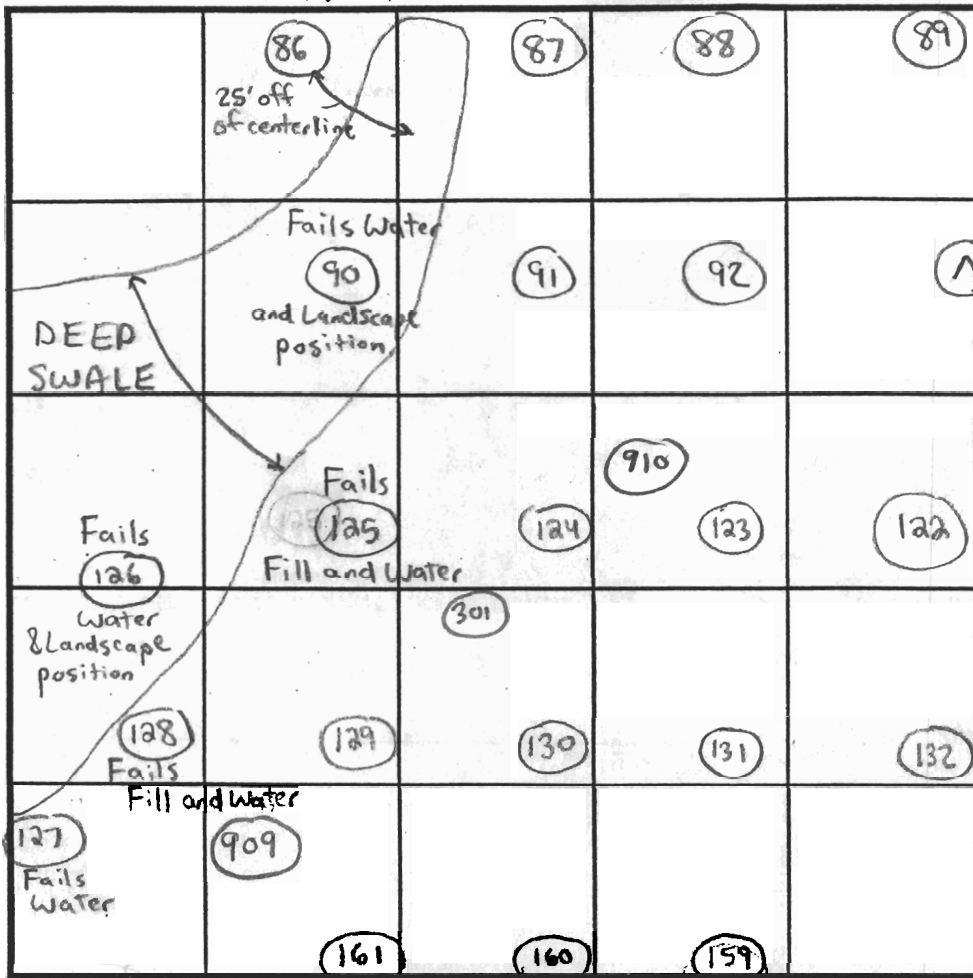 86
87
88
89
25' off
of centerline
Fails Water
90
91
92
and Landscape
position
DEEP
SWALE
910
Fails
125
124
123
122
Fails
126
Fill and Water
Water
& Landscape
position
301
128
129
130
131
132
Fails
Fill and Water
127
909
Fails
Water
161
160
159